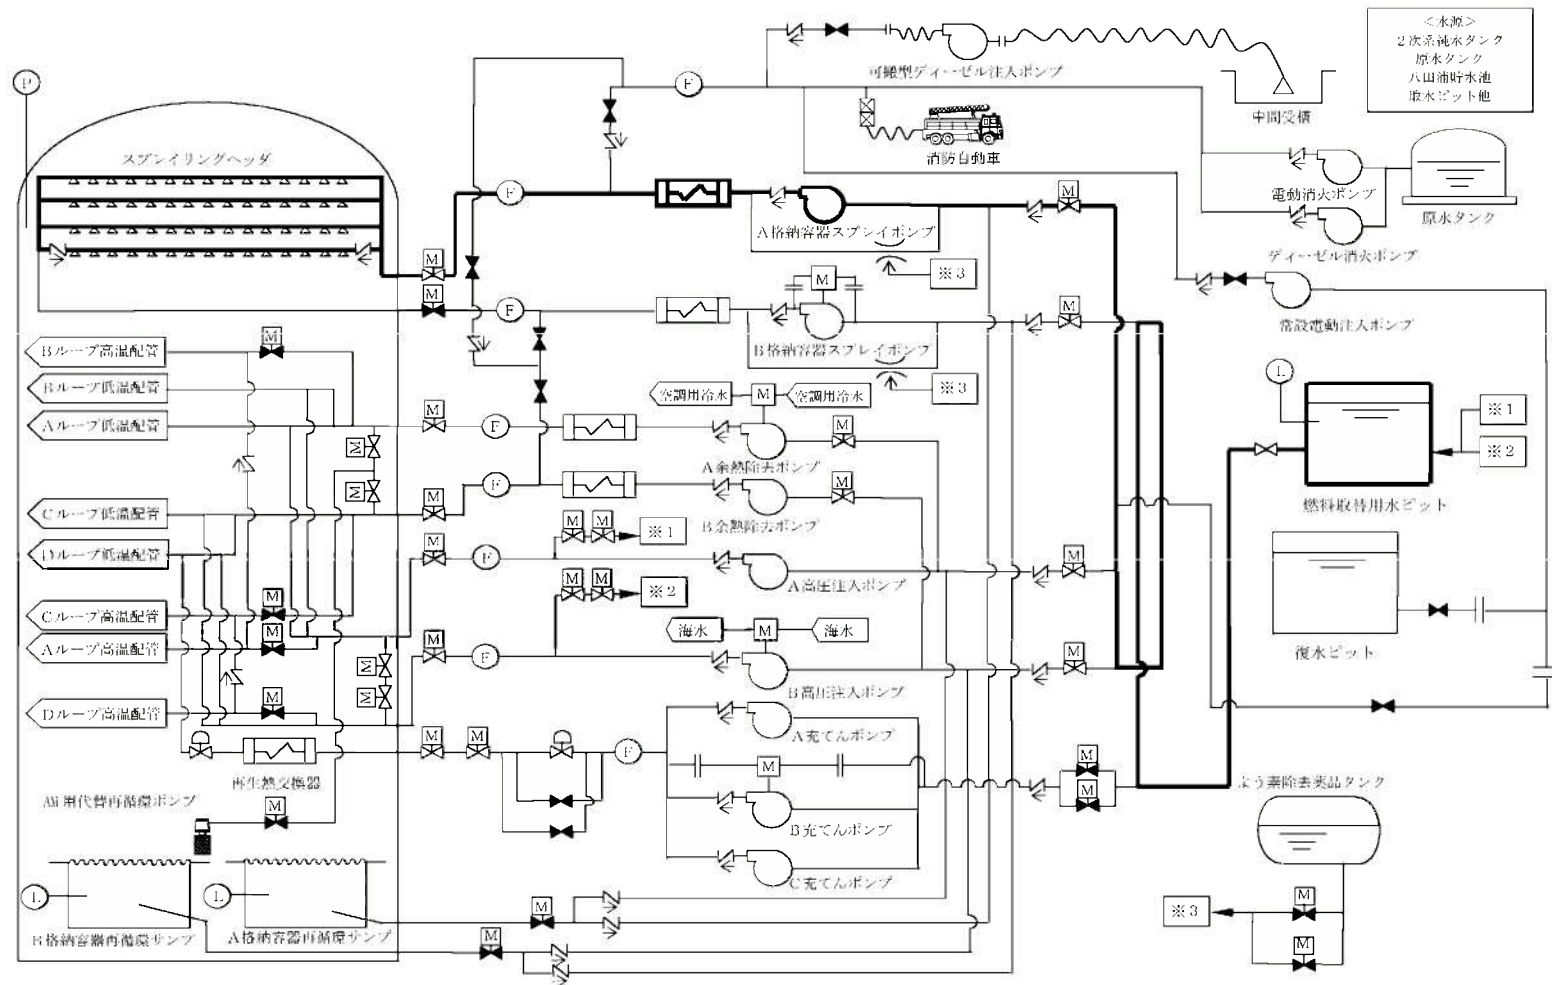 <水源>
2次系純水タンク
原水タンク
八田浦貯水池
取水ピット他
可搬型ディーゼル注入ポンプ
中間受槽
P
F
消防自動車
スプレイリングヘッダ
電動消火ポンプ
原水タンク
ディーゼル消火ポンプ
M
F
A格納容器スプレイポンプ
M
※3
M
M
F
M
B格納容器スプレイポンプ
M
※3
常設電動注入ポンプ
Bループ高温配管
M
Bループ低温配管
Aループ低温配管
M
M
F
空調用冷水
M
空調用冷水
A余熱除去ポンプ
M
L
※1
※2
燃料取替用水ピット
Cループ低温配管
M
M
F
B余熱除去ポンプ
M
Dループ低温配管
M
F
M
M
※1
A高圧注入ポンプ
M
M
M
※2
Cループ高温配管
M
Aループ高温配管
M
M
M
M
F
海水
M
海水
B高圧注入ポンプ
M
復水ピット
Dループ高温配管
M
再生熱交換器
M
M
F
A充てんポンプ
M
B充てんポンプ
C充てんポンプ
M
M
よう素除去薬品タンク
AM用代替再循環ポンプ
M
L
L
B格納容器再循環サンプ
A格納容器再循環サンプ
M
M
※3
M
M